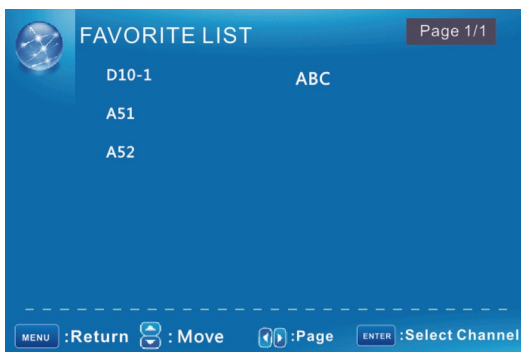 FAVORITE LIST Page 1/1
D10-1 ABC
A51
A52
MENU :Return : Move :Page ENTER :Select Channel